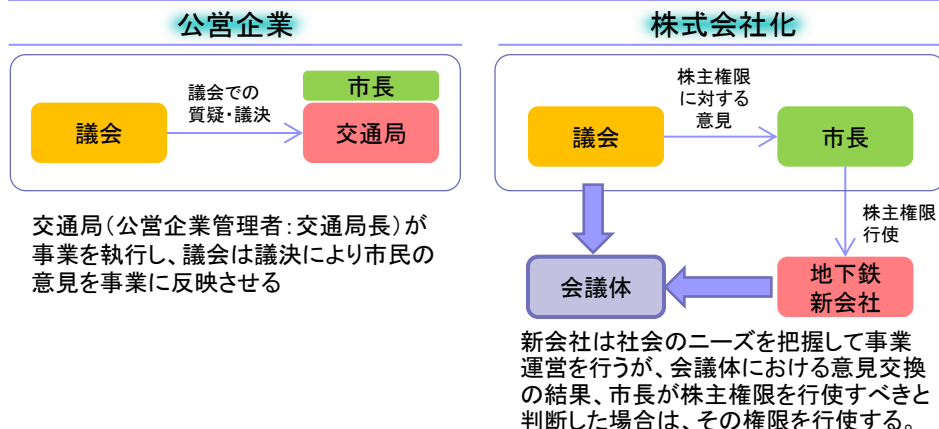 公営企業
議会
議会での
質疑・議決
市長
交通局
交通局(公営企業管理者:交通局長)が
事業を執行し、議会は議決により市民の
意見を事業に反映させる
株式会社化
議会
株主権限
に対する
意見
市長
株主権限
行使
会議体
地下鉄
新会社
新会社は社会のニーズを把握して事業
運営を行うが、会議体における意見交換
の結果、市長が株主権限を行使すべきと
判断した場合は、その権限を行使する。